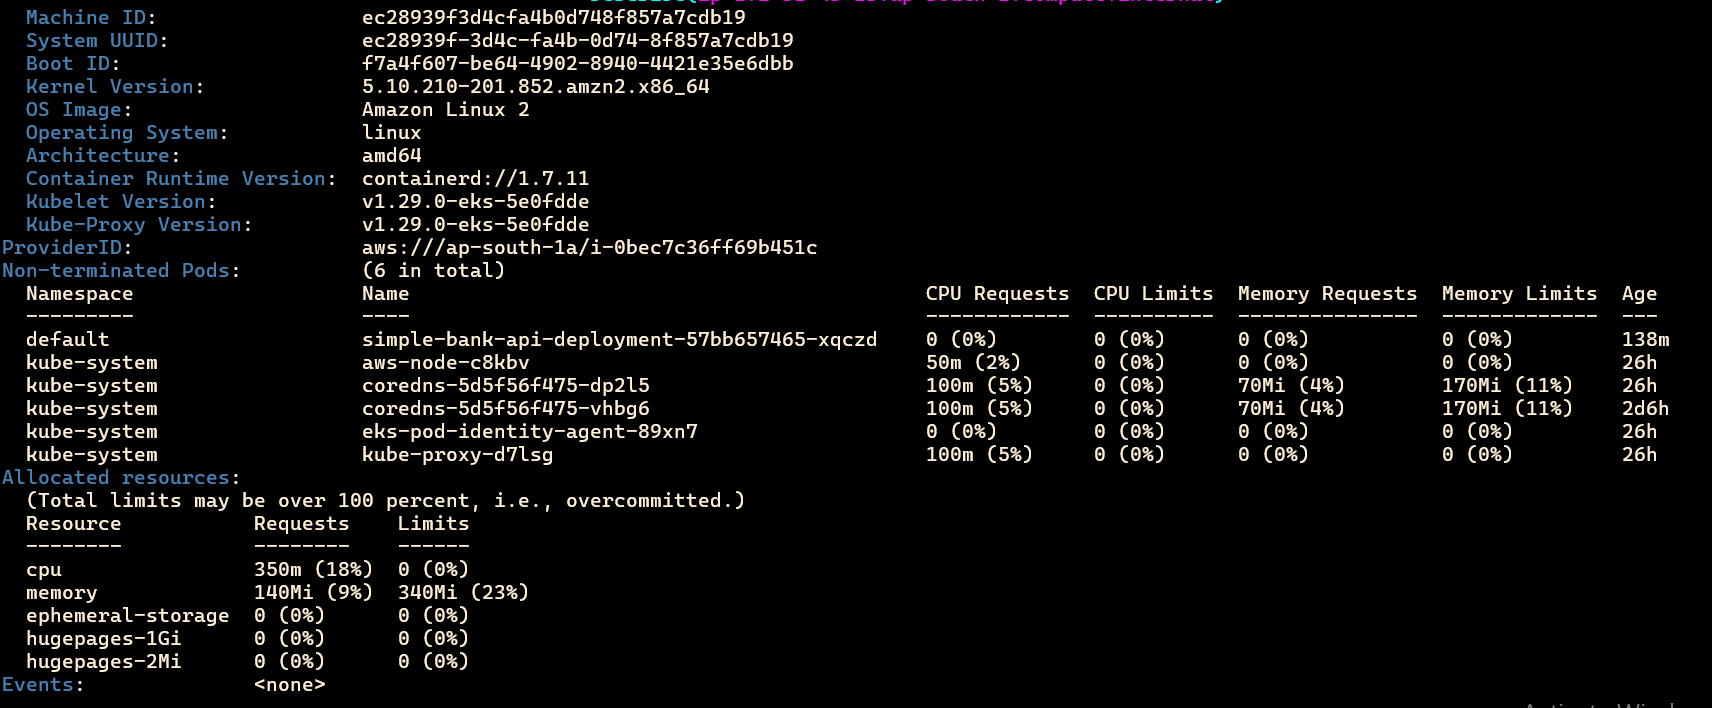 Machine ID: ec28939f3d4cfa4b0d748f857a7cdb19
System UUID: ec28939f-3d4c-fa4b-0d74-8f857a7cdb19
Boot ID: f7a4f607-be64-4902-8940-4421e35e6dbb
Kernel Version: 5.10.210-201.852.amzn2.x86_64
OS Image: Amazon Linux 2
Operating System: linux
Architecture: amd64
Container Runtime Version: containerd://1.7.11
Kubelet Version: v1.29.0-eks-5e0fdde
Kube-Proxy Version: v1.29.0-eks-5e0fdde
ProviderID: aws:///ap-south-1a/i-0bec7c36ff69b451c
Non-terminated Pods: (6 in total)
Namespace Name CPU Requests CPU Limits Memory Requests Memory Limits Age
--------- ---- ------------ ---------- --------------- ------------- ---
default simple-bank-api-deployment-57bb657465-xqczd 0 (0%) 0 (0%) 0 (0%) 0 (0%) 138m
kube-system aws-node-c8kbv 50m (2%) 0 (0%) 0 (0%) 0 (0%) 26h
kube-system coredns-5d5f56f475-dp2l5 100m (5%) 0 (0%) 70Mi (4%) 170Mi (11%) 26h
kube-system coredns-5d5f56f475-vhbg6 100m (5%) 0 (0%) 70Mi (4%) 170Mi (11%) 2d6h
kube-system eks-pod-identity-agent-89xn7 0 (0%) 0 (0%) 0 (0%) 0 (0%) 26h
kube-system kube-proxy-d7lsg 100m (5%) 0 (0%) 0 (0%) 0 (0%) 26h
Allocated resources:
(Total limits may be over 100 percent, i.e., overcommitted.)
Resource Requests Limits
-------- -------- ------
cpu 350m (18%) 0 (0%)
memory 140Mi (9%) 340Mi (23%)
ephemeral-storage 0 (0%) 0 (0%)
hugepages-1Gi 0 (0%) 0 (0%)
hugepages-2Mi 0 (0%) 0 (0%)
Events: <none>